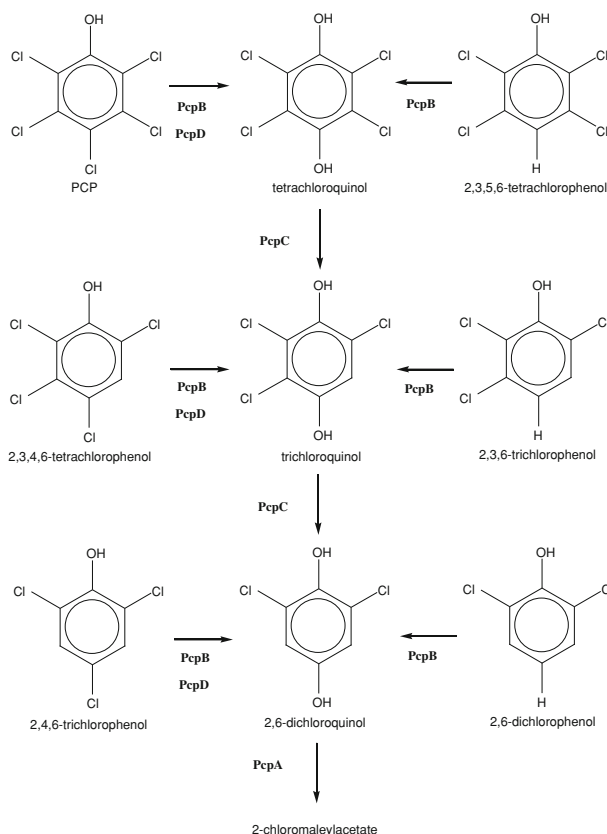 OH
Cl
Cl
Cl
Cl
Cl
PCP
PcpB
PcpD
OH
Cl
Cl
Cl
Cl
OH
tetrachloroquinol
PcpB
OH
Cl
Cl
Cl
Cl
H
2,3,5,6-tetrachlorophenol
PcpC
OH
Cl
Cl
Cl
Cl
2,3,4,6-tetrachlorophenol
PcpB
PcpD
OH
Cl
Cl
Cl
OH
trichloroquinol
PcpB
OH
Cl
Cl
Cl
H
2,3,6-trichlorophenol
PcpC
OH
Cl
Cl
Cl
2,4,6-trichlorophenol
PcpB
PcpD
OH
Cl
Cl
OH
2,6-dichloroquinol
PcpB
OH
Cl
Cl
H
2,6-dichlorophenol
PcpA
2-chloromaleylacetate